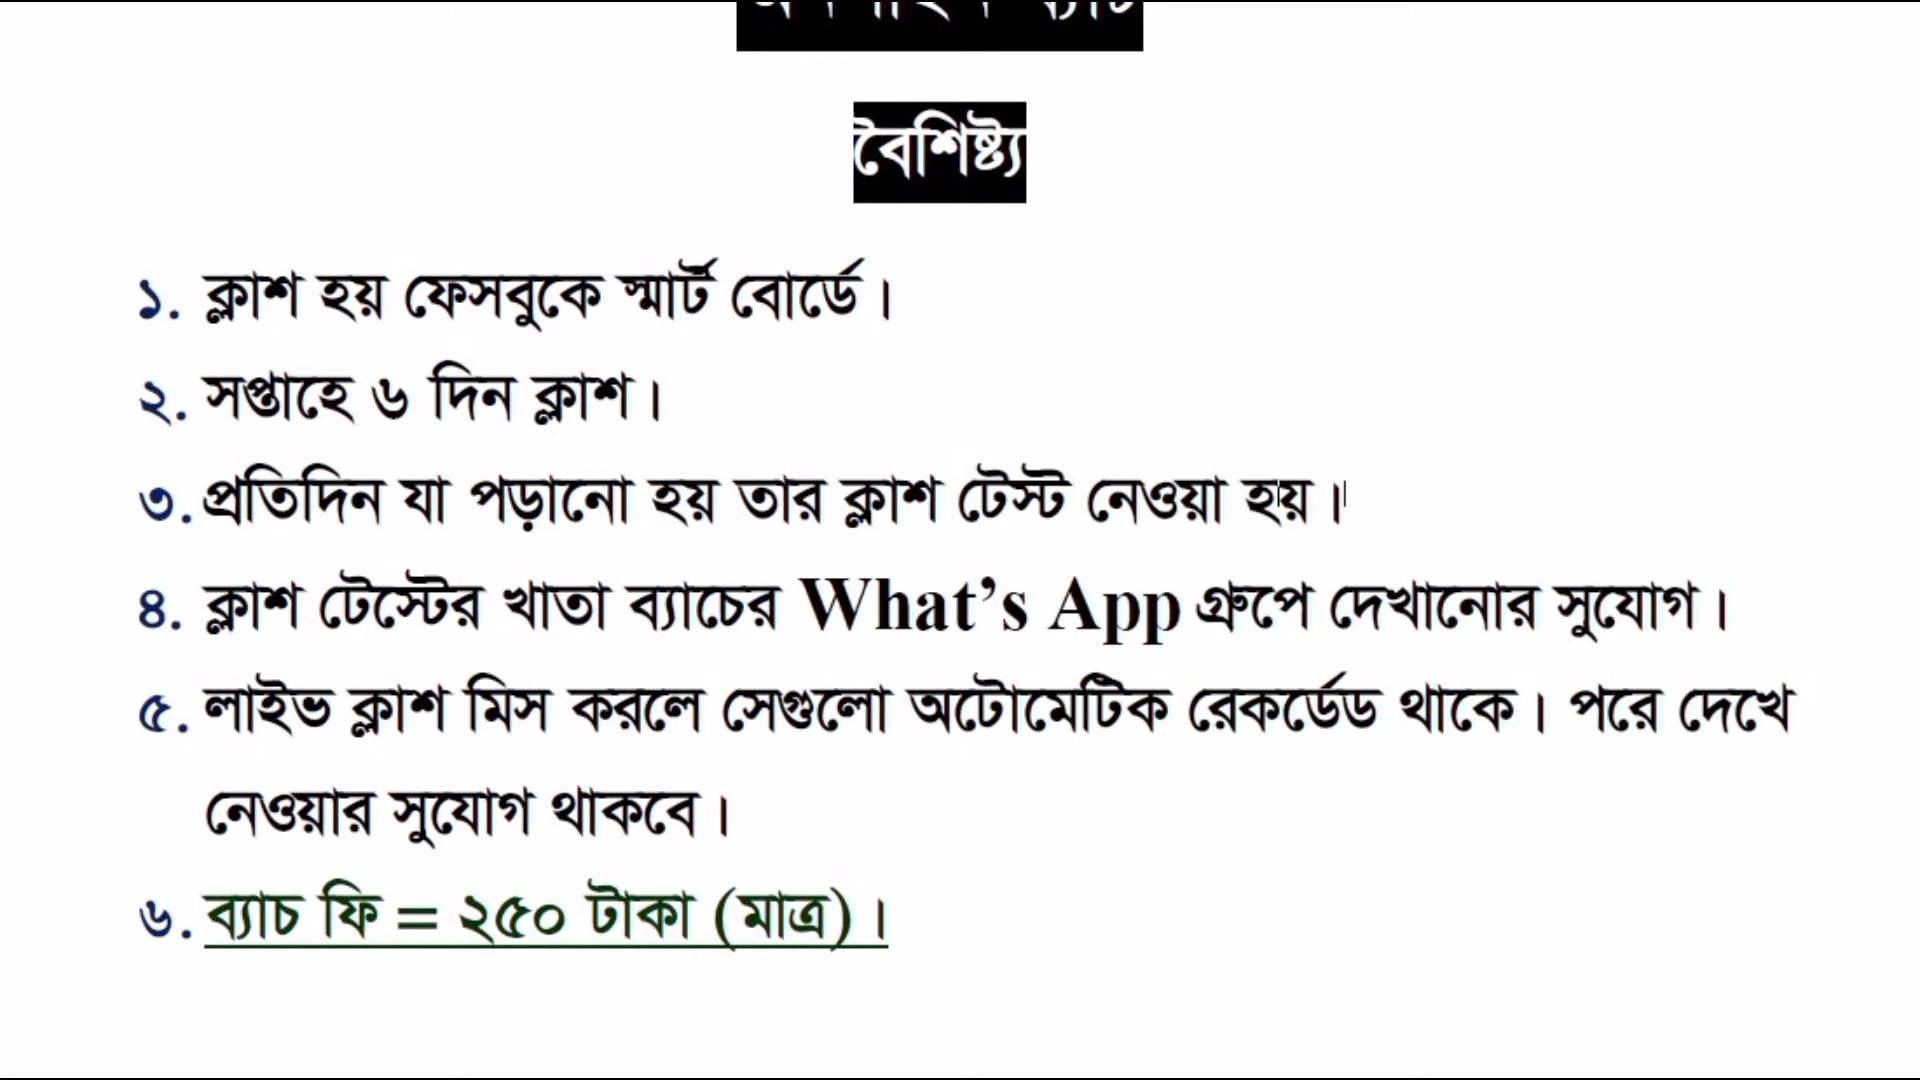 বৈশিষ্ট্য
১. ক্লাশ হয় ফেসবুকে স্মার্ট বোর্ডে।
২. সপ্তাহে ৬ দিন ক্লাশ।
৩. প্রতিদিন যা পড়ানো হয় তার ক্লাশ টেস্ট নেওয়া হয়।
৪. ক্লাশ টেস্টের খাতা ব্যাচের What’s App গ্রুপে দেখানোর সুযোগ।
৫. লাইভ ক্লাশ মিস করলে সেগুলো অটোমেটিক রেকর্ডেড থাকে। পরে দেখে
নেওয়ার সুযোগ থাকবে।
৬. ব্যাচ ফি = ২৫০ টাকা (মাত্র)।